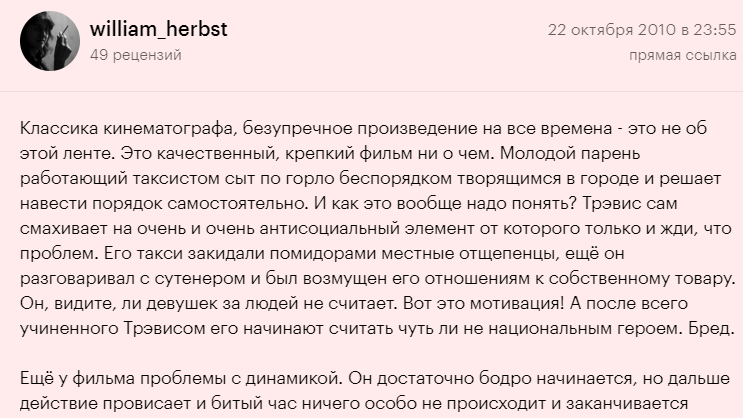 william_herbst
22 октября 2010 в 23:55
49 рецензий
прямая ссылка
Классика кинематографа, безупречное произведение на все времена - это не об
этой ленте. Это качественный, крепкий фильм ни о чем. Молодой парень
работающий таксистом сыт по горло беспорядком творящимся в городе и решает
навести порядок самостоятельно. И как это вообще надо понять? Трэвис сам
смахивает на очень и очень антисоциальный элемент от которого только и жди, что
проблем. Его такси закидали помидорами местные отщепенцы, ещё он
разговаривал с сутенером и был возмущен его отношениям к собственному товару.
Он, видите, ли девушек за людей не считает. Вот это мотивация! А после всего
учиненного Трэвисом его начинают считать чуть ли не национальным героем. Бред.
Ещё у фильма проблемы с динамикой. Он достаточно бодро начинается, но дальше
действие провисает и битый час ничего особо не происходит и заканчивается